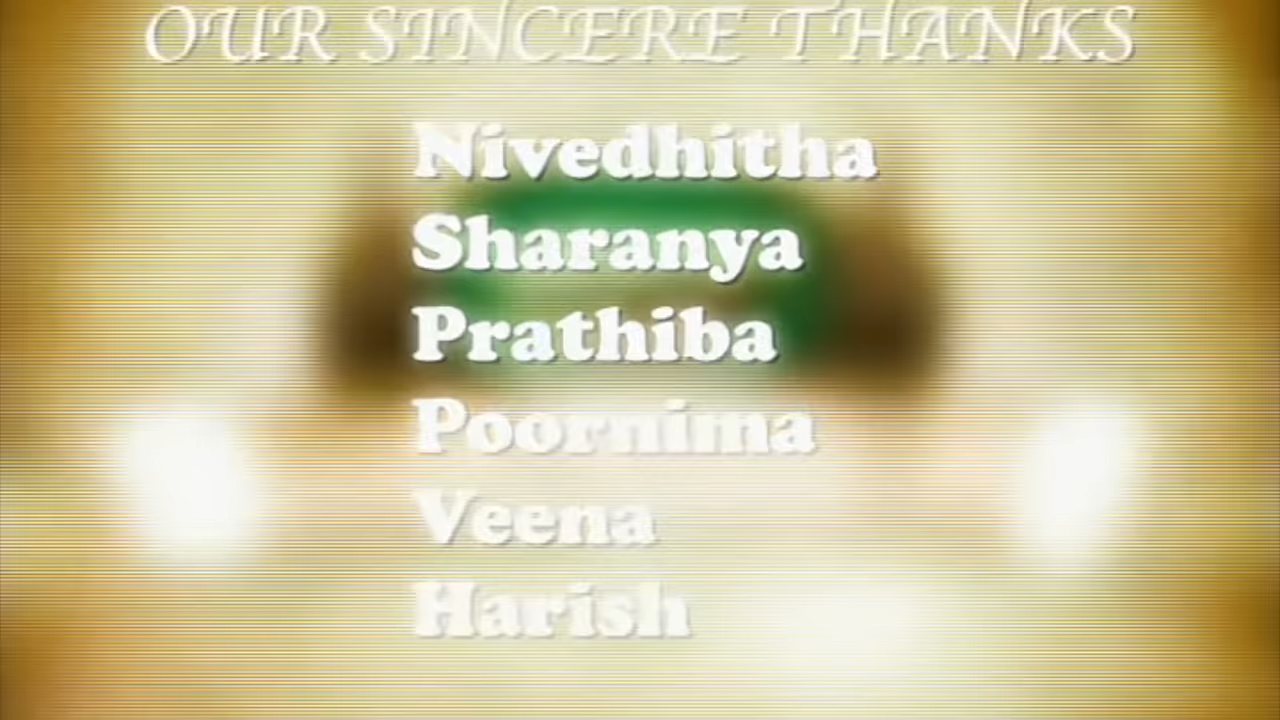 OUR SINCERE THANKS
Nivedhitha
Sharanya
Prathiba
Poornima
Veena
Harish